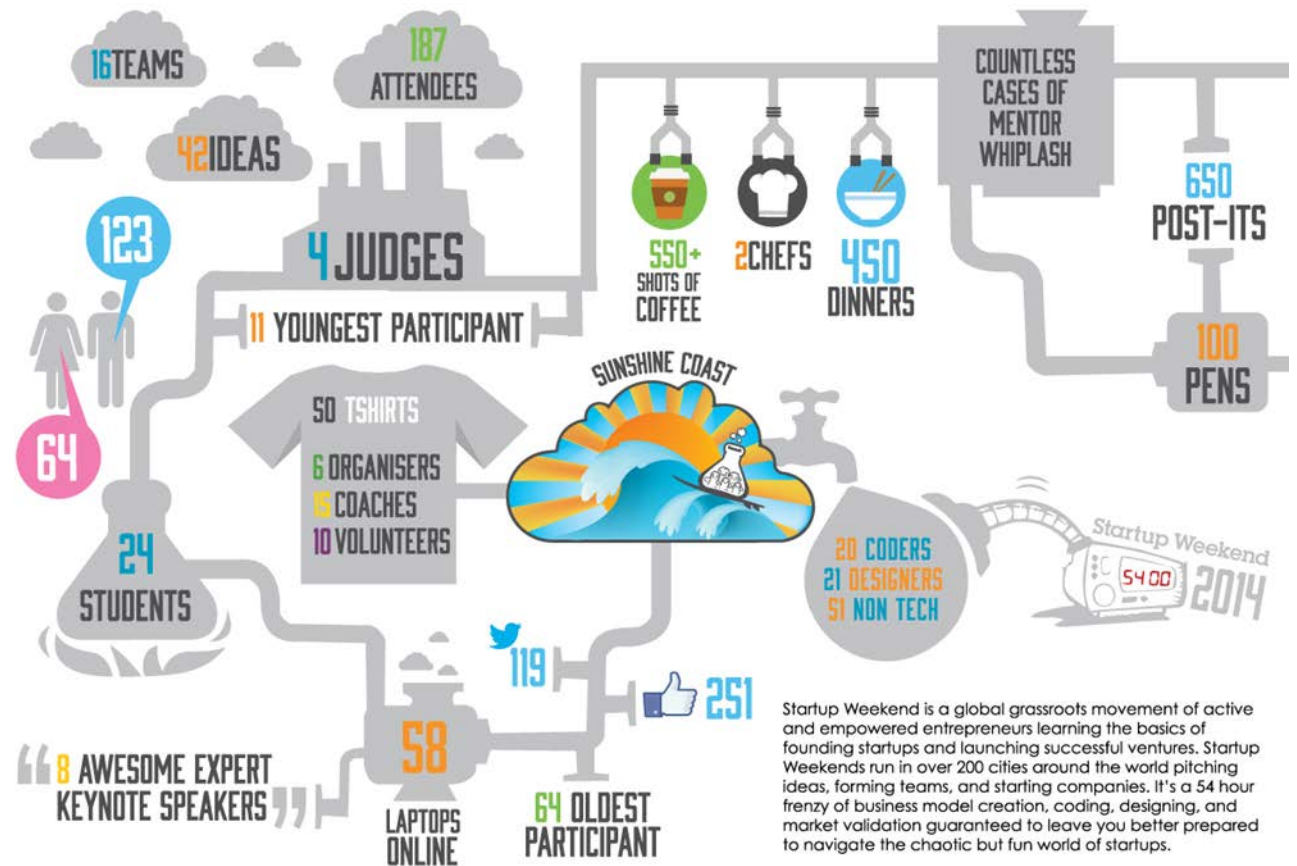 16 TEAMS
187
ATTENDEES
42 IDEAS
4 JUDGES
11 YOUNGEST PARTICIPANT
123
64
24
STUDENTS
50 TSHIRTS
6 ORGANISERS
15 COACHES
10 VOLUNTEERS
550+
SHOTS OF
COFFEE
2 CHEFS
450
DINNERS
COUNTLESS
CASES OF
MENTOR
WHIPLASH
650
POST-ITS
100
PENS
SUNSHINE COAST
20 CODERS
21 DESIGNERS
51 NON TECH
Startup Weekend
2014
54 00
119
251
58
LAPTOPS
ONLINE
64 OLDEST
PARTICIPANT
“ 8 AWESOME EXPERT
KEYNOTE SPEAKERS ”
Startup Weekend is a global grassroots movement of active
and empowered entrepreneurs learning the basics of
founding startups and launching successful ventures. Startup
Weekends run in over 200 cities around the world pitching
ideas, forming teams, and starting companies. It's a 54 hour
frenzy of business model creation, coding, designing, and
market validation guaranteed to leave you better prepared
to navigate the chaotic but fun world of startups.